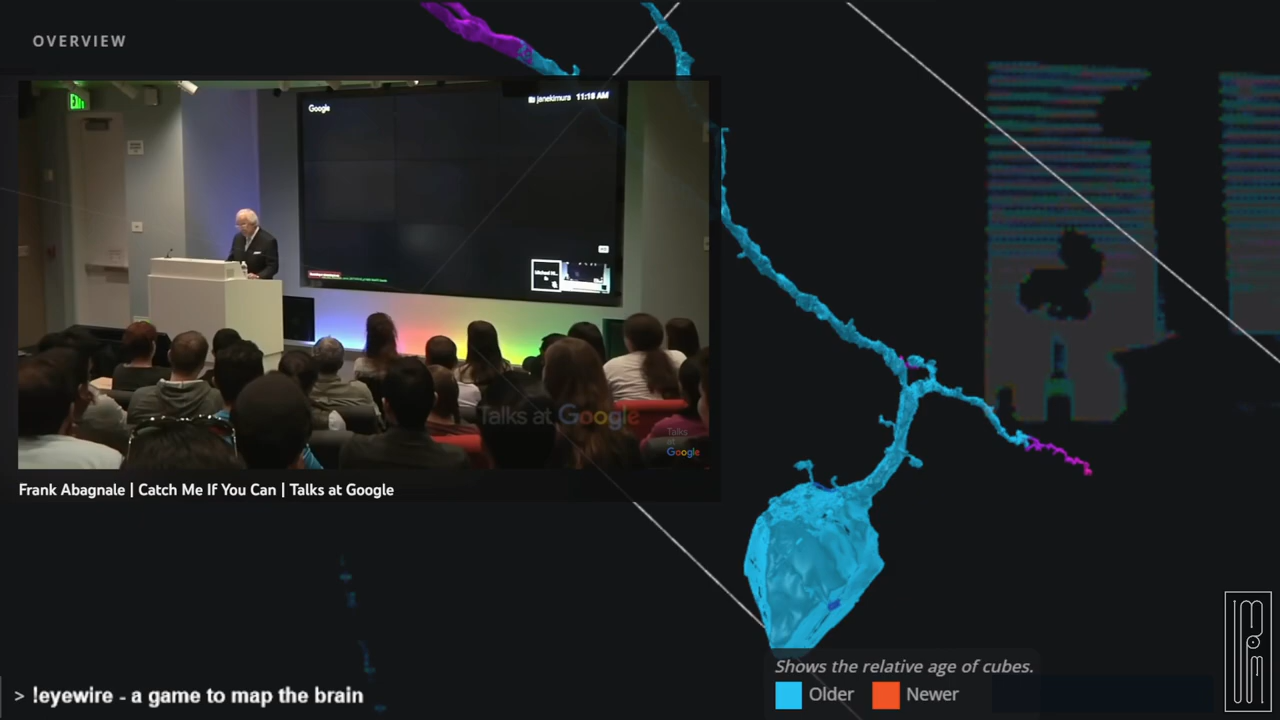 OVERVIEW
EXIT
Google
janekimura 11:18 AM
Talks at Google
Talks
at
Google
Frank Abagnale | Catch Me If You Can | Talks at Google
> !eyewire - a game to map the brain
Shows the relative age of cubes.
Older
Newer